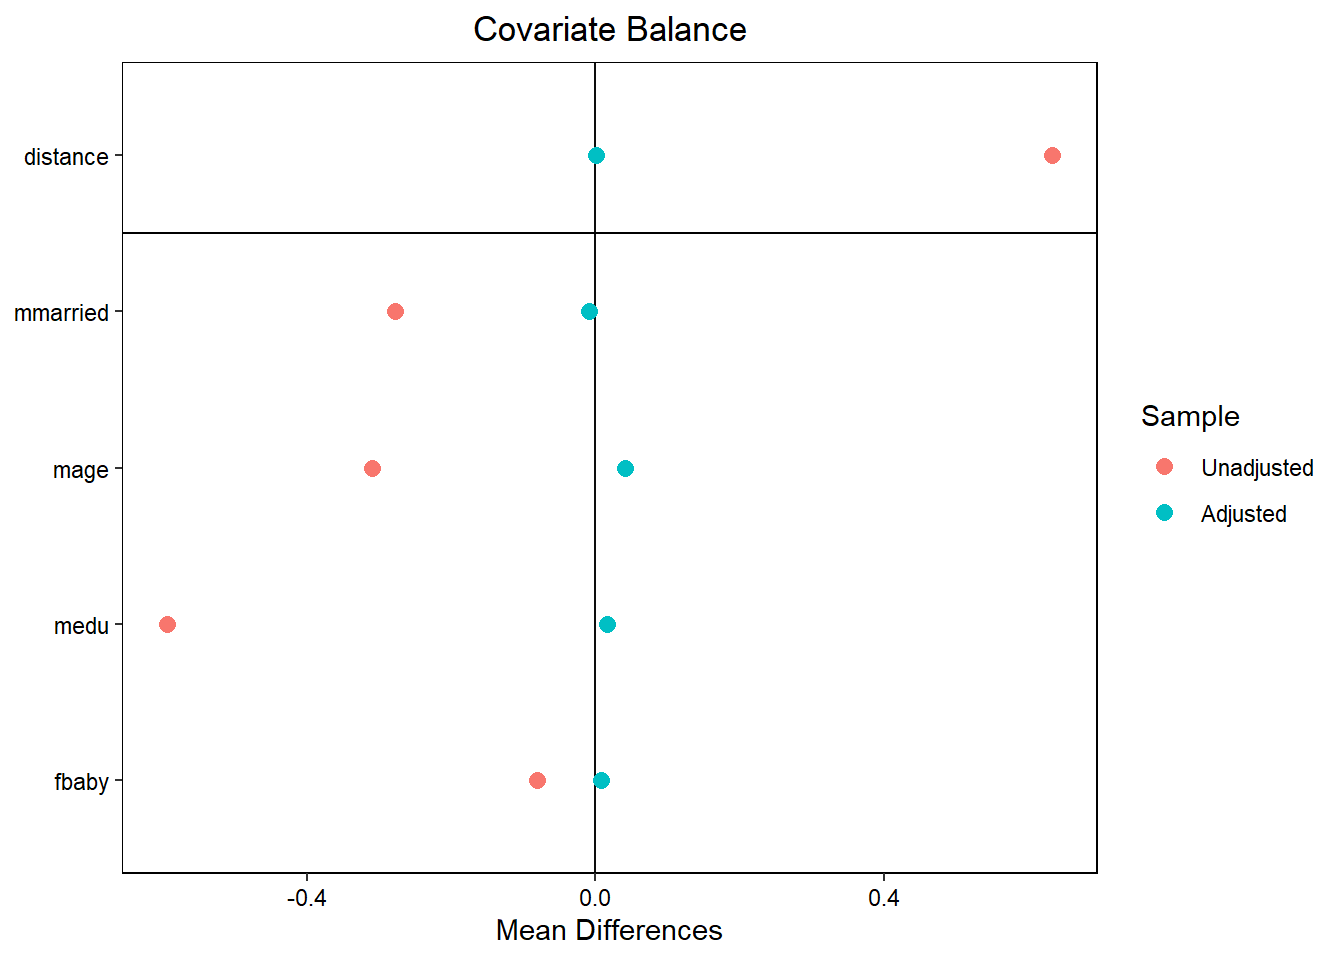 Covariate Balance
distance
mmarried
mage
medu
fbaby
-0.4
0.0
0.4
Mean Differences
Sample
Unadjusted
Adjusted